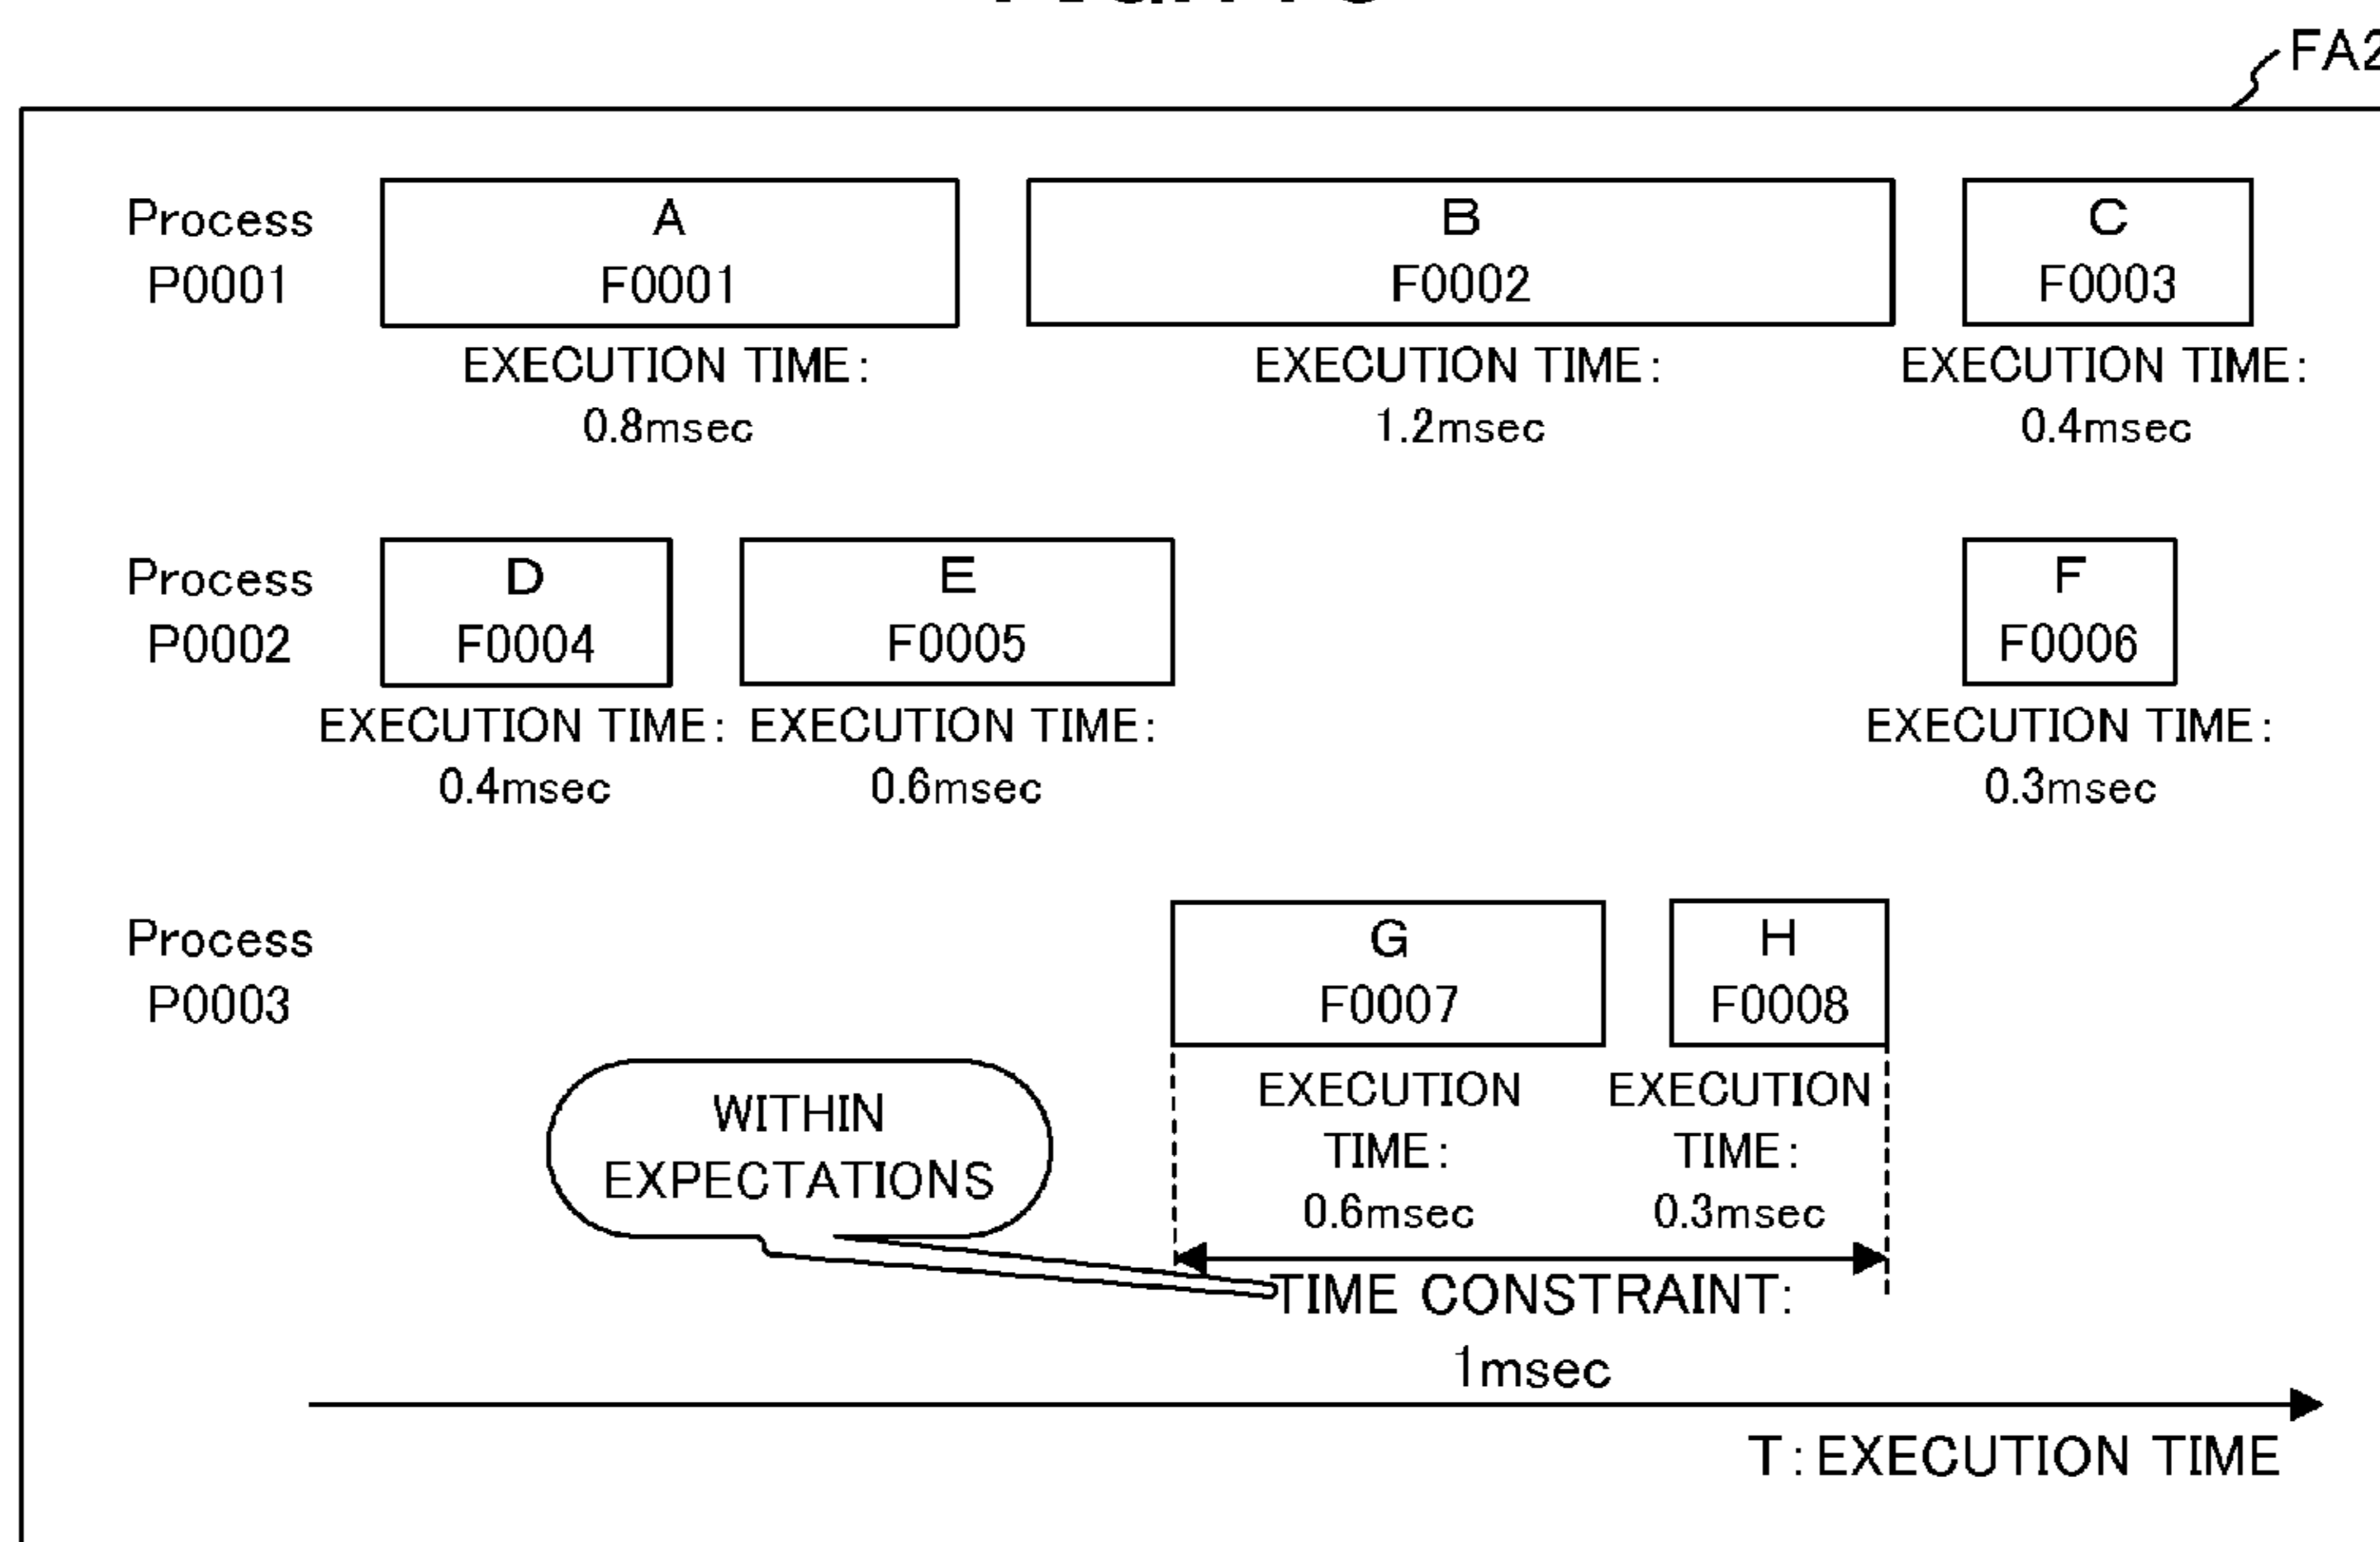 FA2
Process
P0001
A
F0001
B
F0002
C
F0003
EXECUTION TIME:
0.8msec
EXECUTION TIME:
1.2msec
EXECUTION TIME:
0.4msec
Process
P0002
D
F0004
E
F0005
F
F0006
EXECUTION TIME:
0.4msec
EXECUTION TIME:
0.6msec
EXECUTION TIME:
0.3msec
Process
P0003
G
F0007
H
F0008
EXECUTION
TIME:
0.6msec
EXECUTION
TIME:
0.3msec
WITHIN
EXPECTATIONS
TIME CONSTRAINT:
1msec
T:EXECUTION TIME